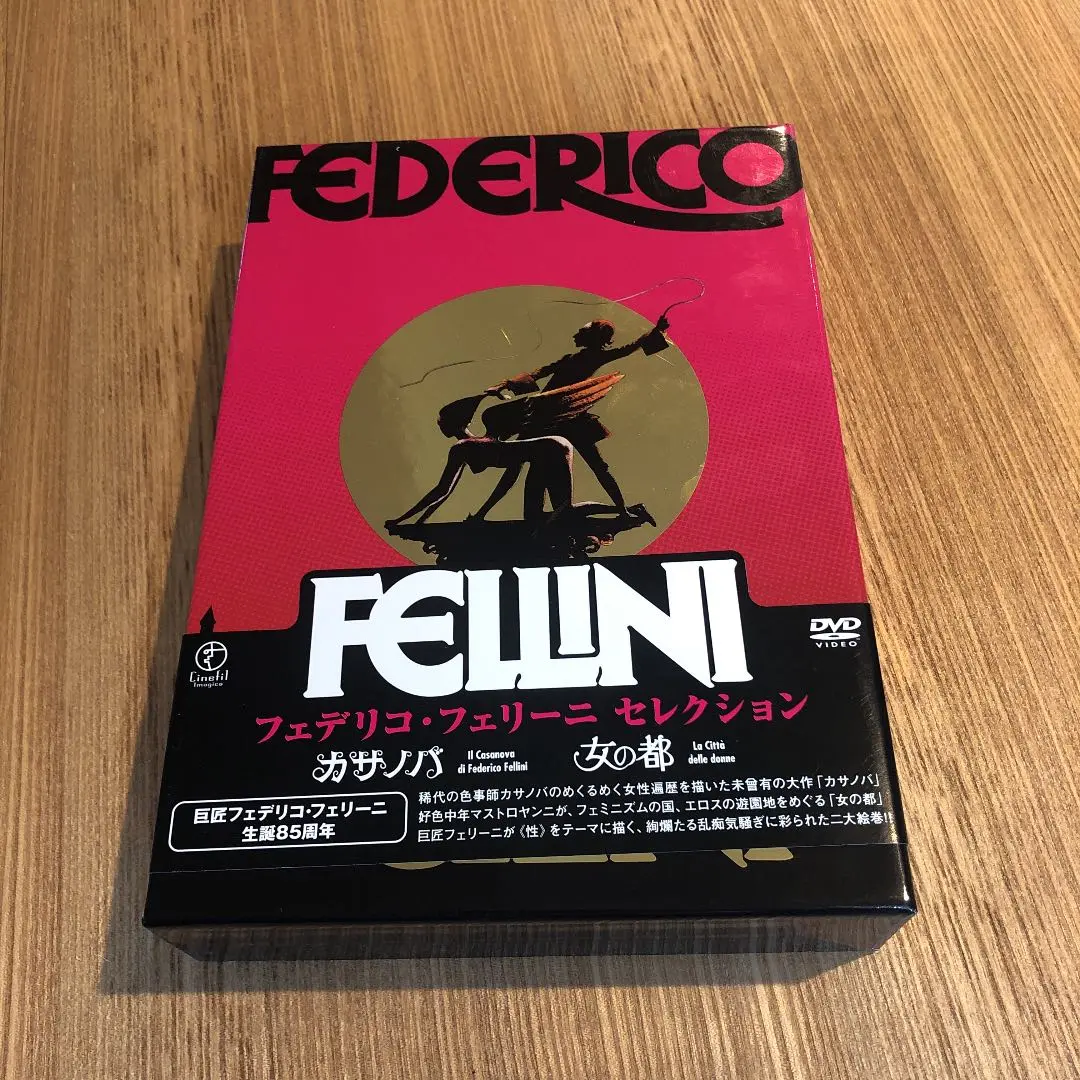 FEDERICO
FELLINI
DVD
VIDEO
Cinefil
Imagica
フェデリコ・フェリーニ セレクション
カサノバ
Il Casanova
di Federico Fellini
女の都
La Città
delle donne
巨匠フェデリコ・フェリーニ
生誕85周年
稀代の色事師カサノバのめくるめく女性遍歴を描いた未曾有の大作「カサノバ」
好色中年マストロヤンニが、フェミニズムの国、エロスの遊園地をめぐる「女の都」
巨匠フェリーニが《性》をテーマに描く、絢爛たる乱痴気騒ぎに彩られた二大絵巻!!